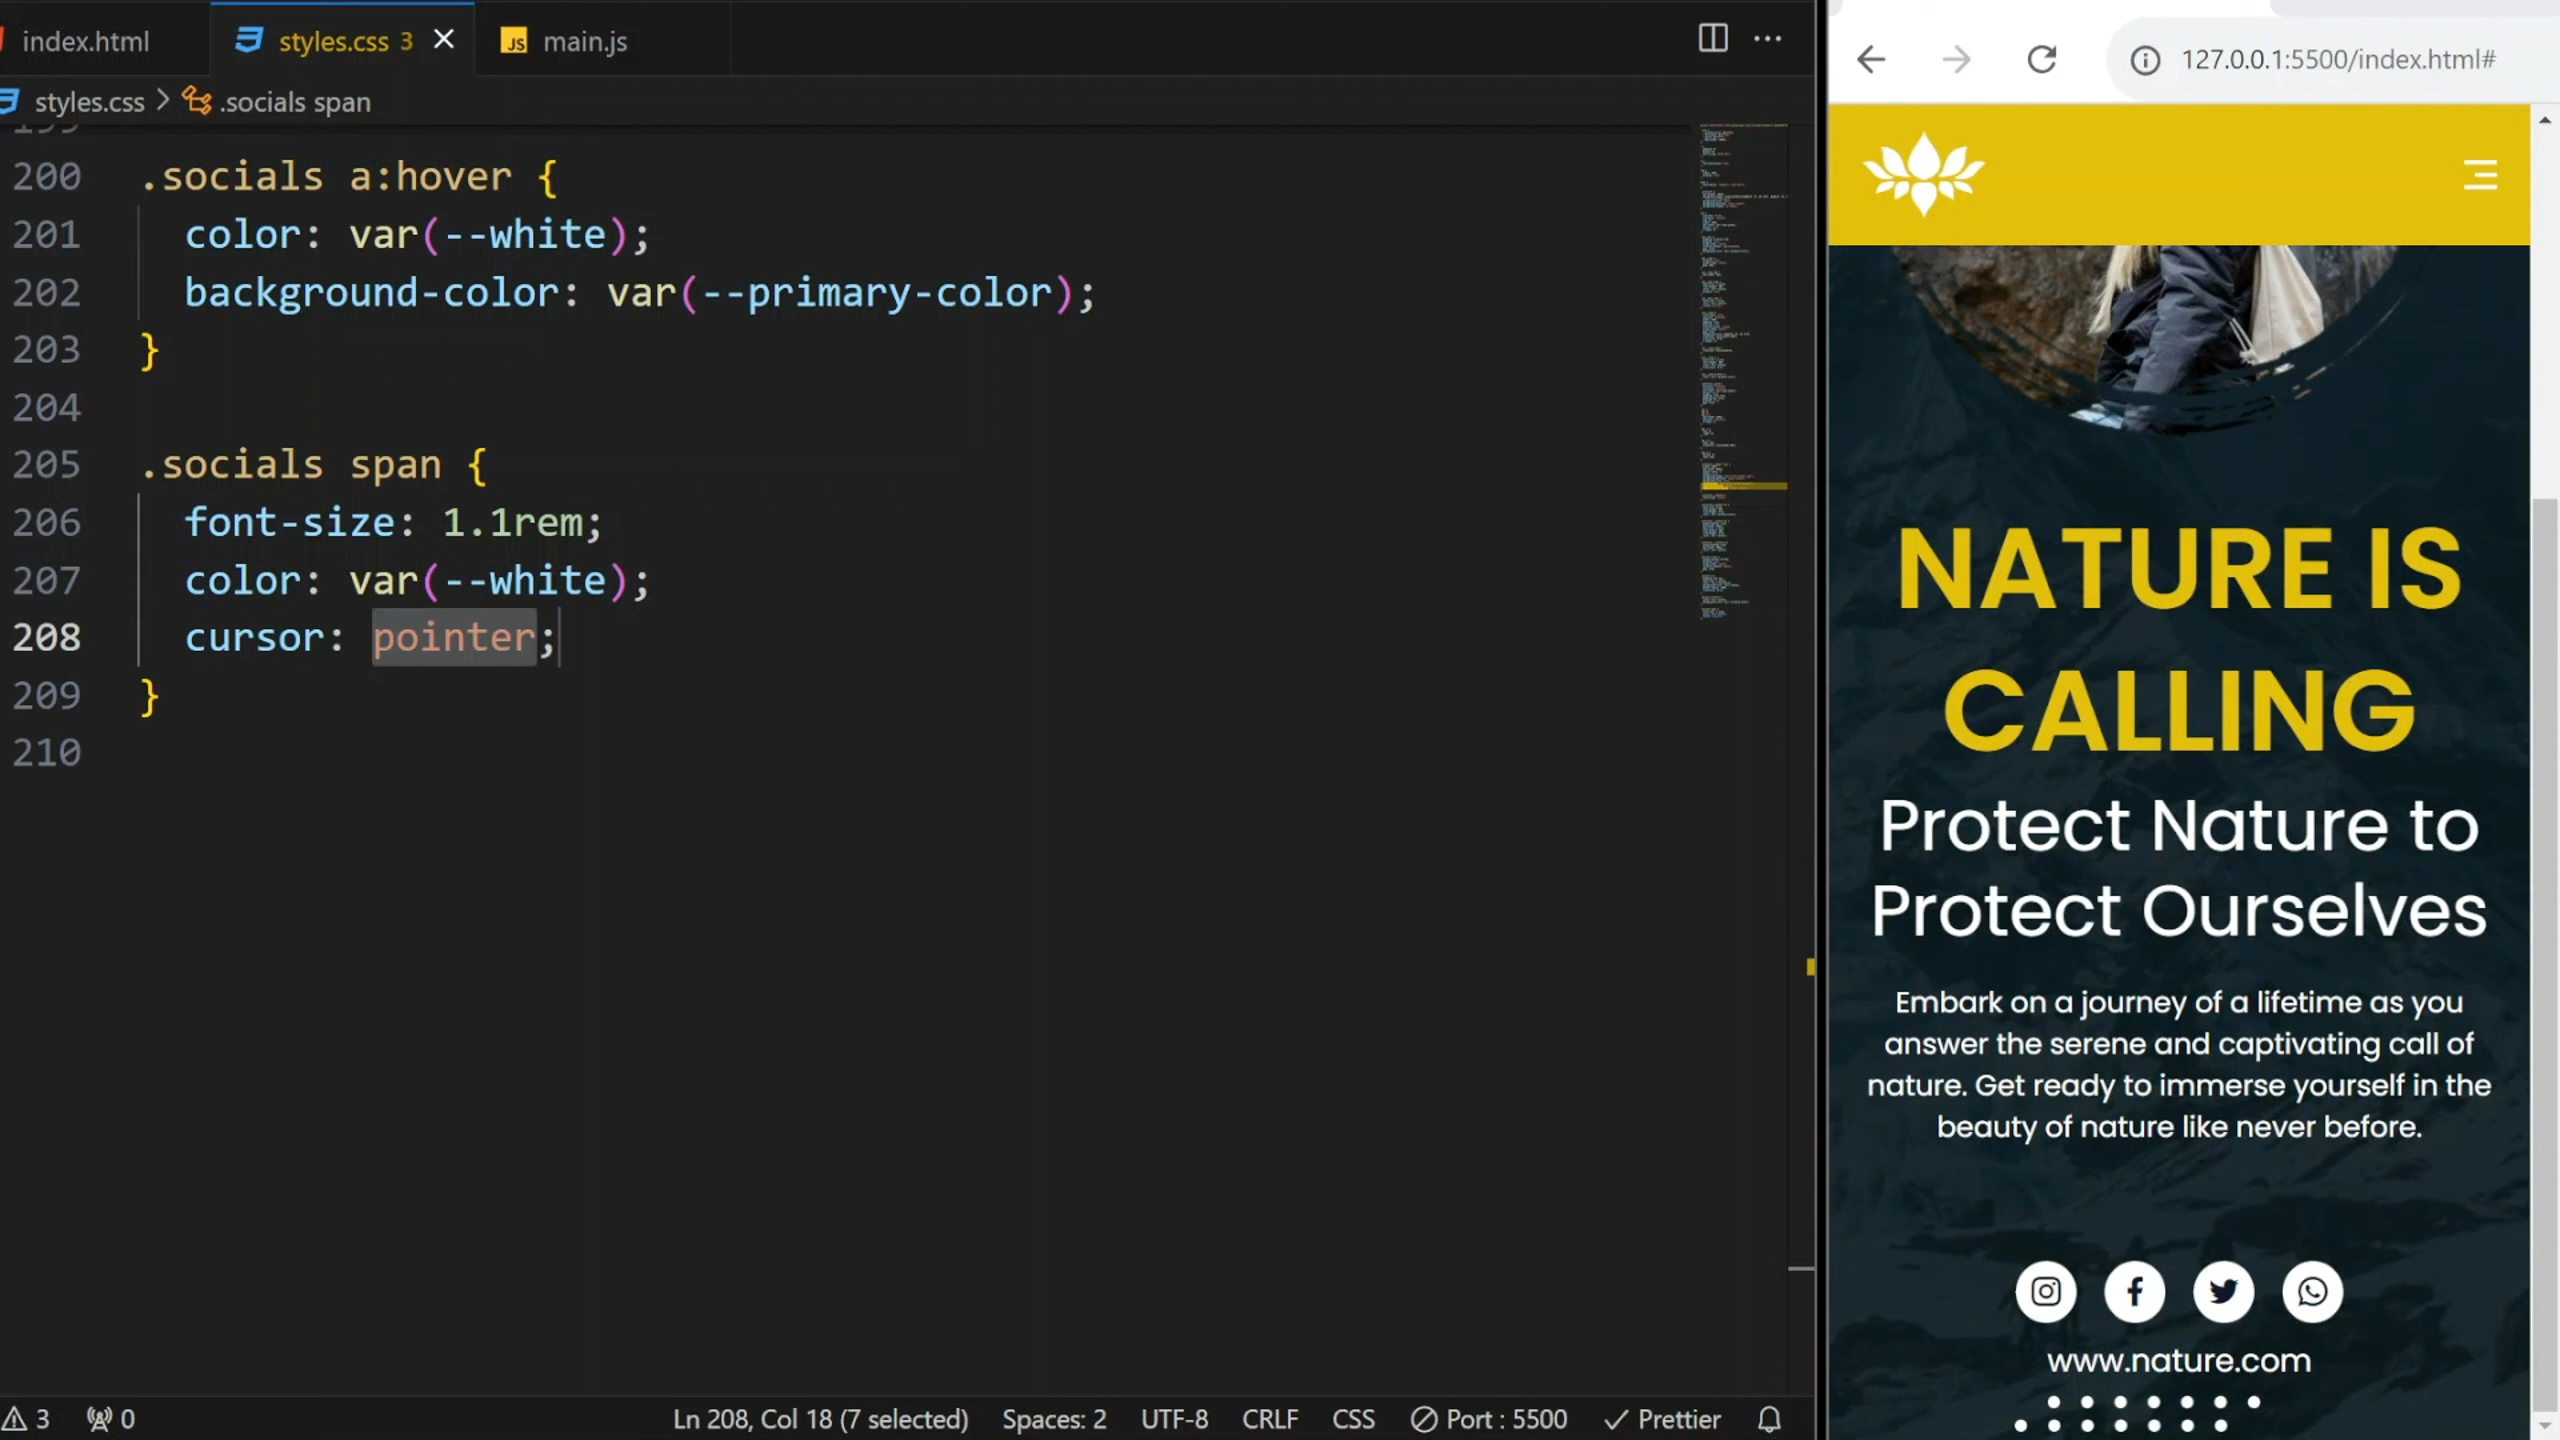 index.html
styles.css 3
JS main.js
styles.css > .socials span
199
200 .socials a:hover {
201 color: var(--white);
202 background-color: var(--primary-color);
203 }
204
205 .socials span {
206 font-size: 1.1rem;
207 color: var(--white);
208 cursor: pointer;
209 }
210
3 0 Ln 208, Col 18 (7 selected) Spaces: 2 UTF-8 CRLF CSS Port : 5500 Prettier
127.0.0.1:5500/index.html#
NATURE IS
CALLING
Protect Nature to
Protect Ourselves
Embark on a journey of a lifetime as you
answer the serene and captivating call of
nature. Get ready to immerse yourself in the
beauty of nature like never before.
www.nature.com